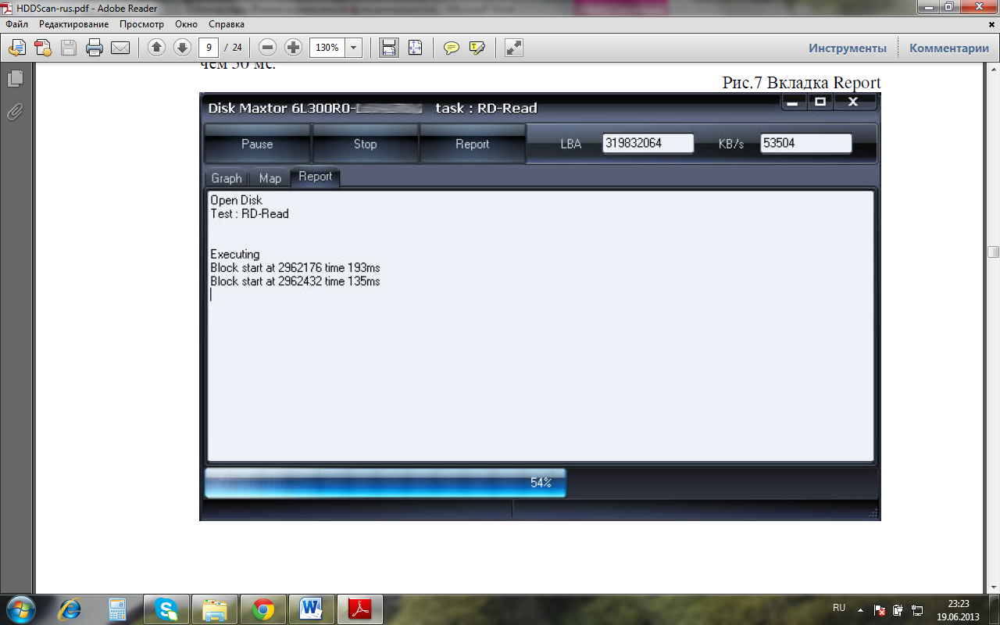 HDDScan-rus.pdf - Adobe Reader
Файл Редактирование Просмотр Окно Справка
9 / 24 130% Инструменты Комментарии
чем 50 мс.
Рис.7 Вкладка Report
Disk Maxtor 6L300R0- task : RD-Read
Pause Stop Report LBA 319832064 KB/s 53504
Graph Map Report
Open Disk
Test : RD-Read
Executing
Block start at 2962176 time 193ms
Block start at 2962432 time 135ms
54%
RU 23:23
19.06.2013